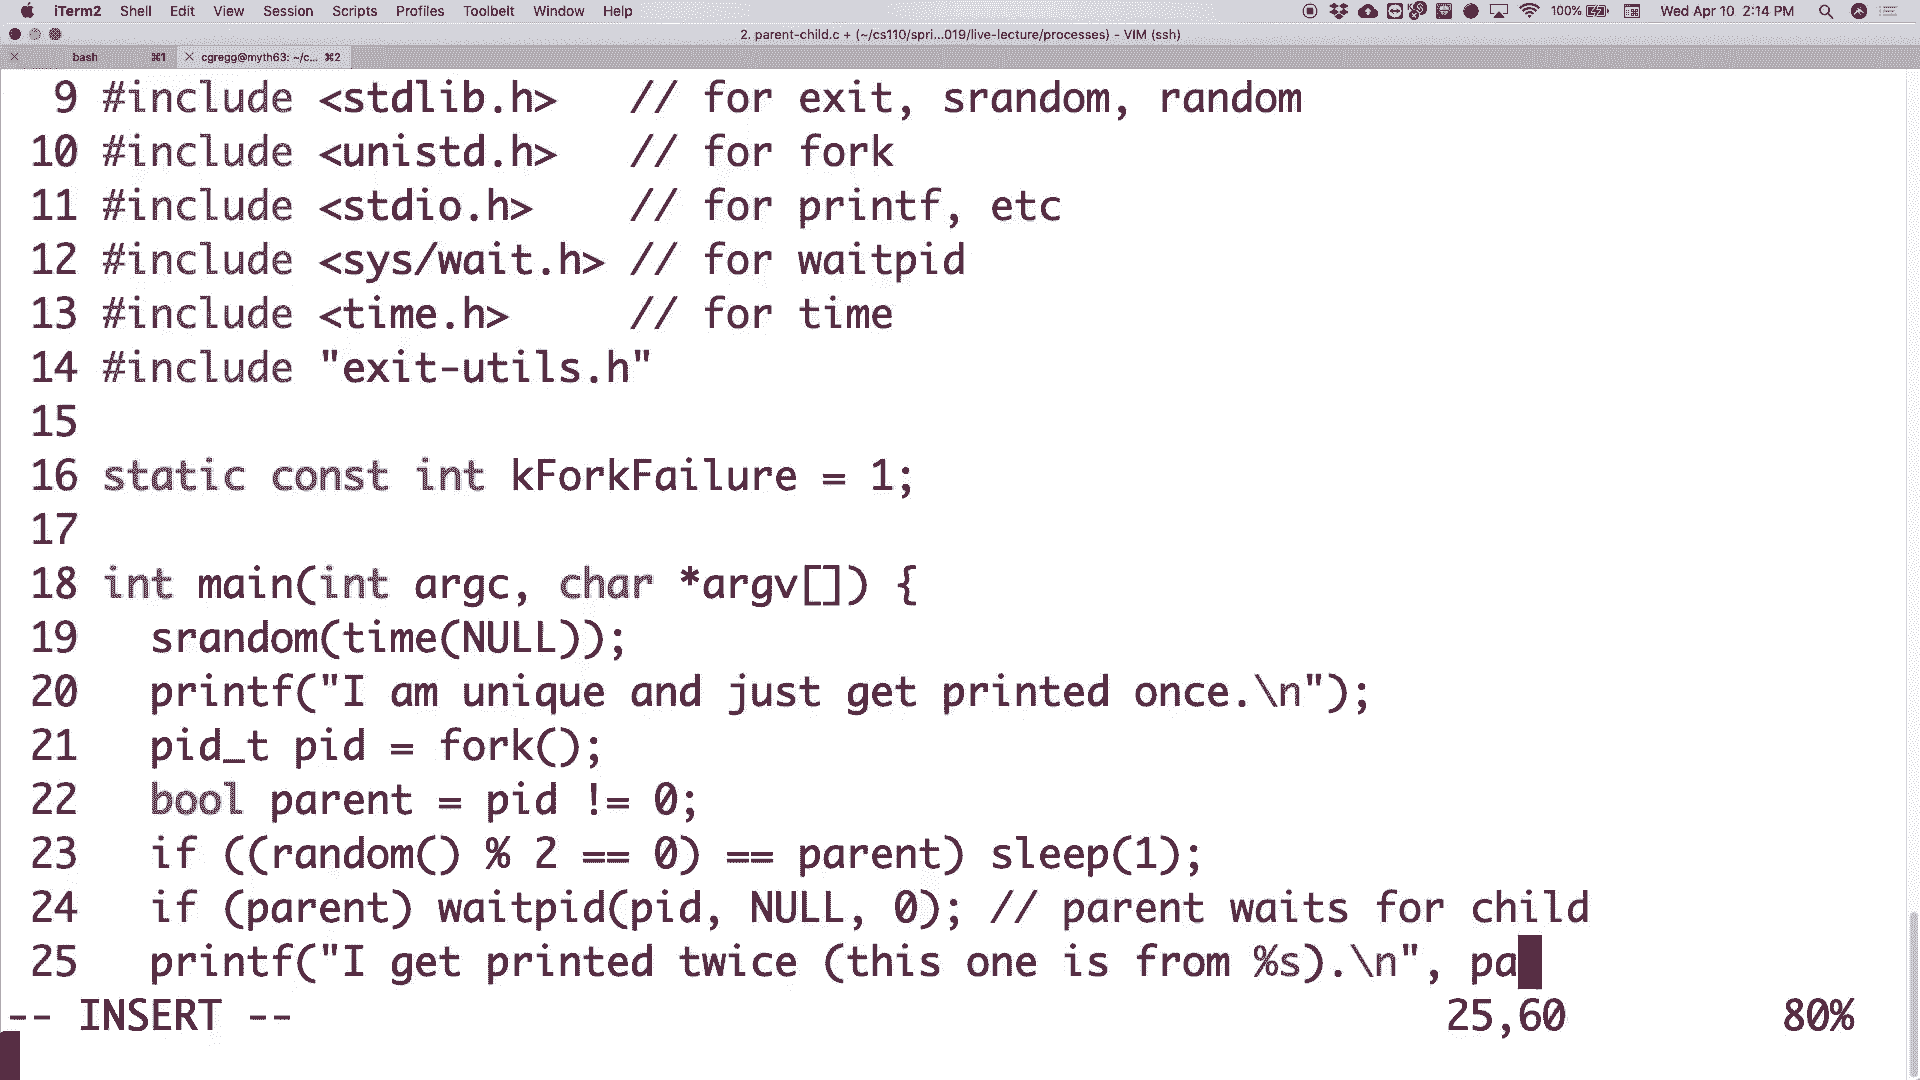 iTerm2 Shell Edit View Session Scripts Profiles Toolbelt Window Help 100% Wed Apr 10 2:14 PM
2. parent-child.c + (~/cs110/spri...019/live-lecture/processes) - VIM (ssh)
bash ⌘1 cgregg@myth63: ~/c... ⌘2
9 #include <stdlib.h> // for exit, srandom, random
10 #include <unistd.h> // for fork
11 #include <stdio.h> // for printf, etc
12 #include <sys/wait.h> // for waitpid
13 #include <time.h> // for time
14 #include "exit-utils.h"
15
16 static const int kForkFailure = 1;
17
18 int main(int argc, char *argv[]) {
19 srandom(time(NULL));
20 printf("I am unique and just get printed once.\n");
21 pid_t pid = fork();
22 bool parent = pid != 0;
23 if ((random() % 2 == 0) == parent) sleep(1);
24 if (parent) waitpid(pid, NULL, 0); // parent waits for child
25 printf("I get printed twice (this one is from %s).\n", pa
-- INSERT -- 25,60 80%